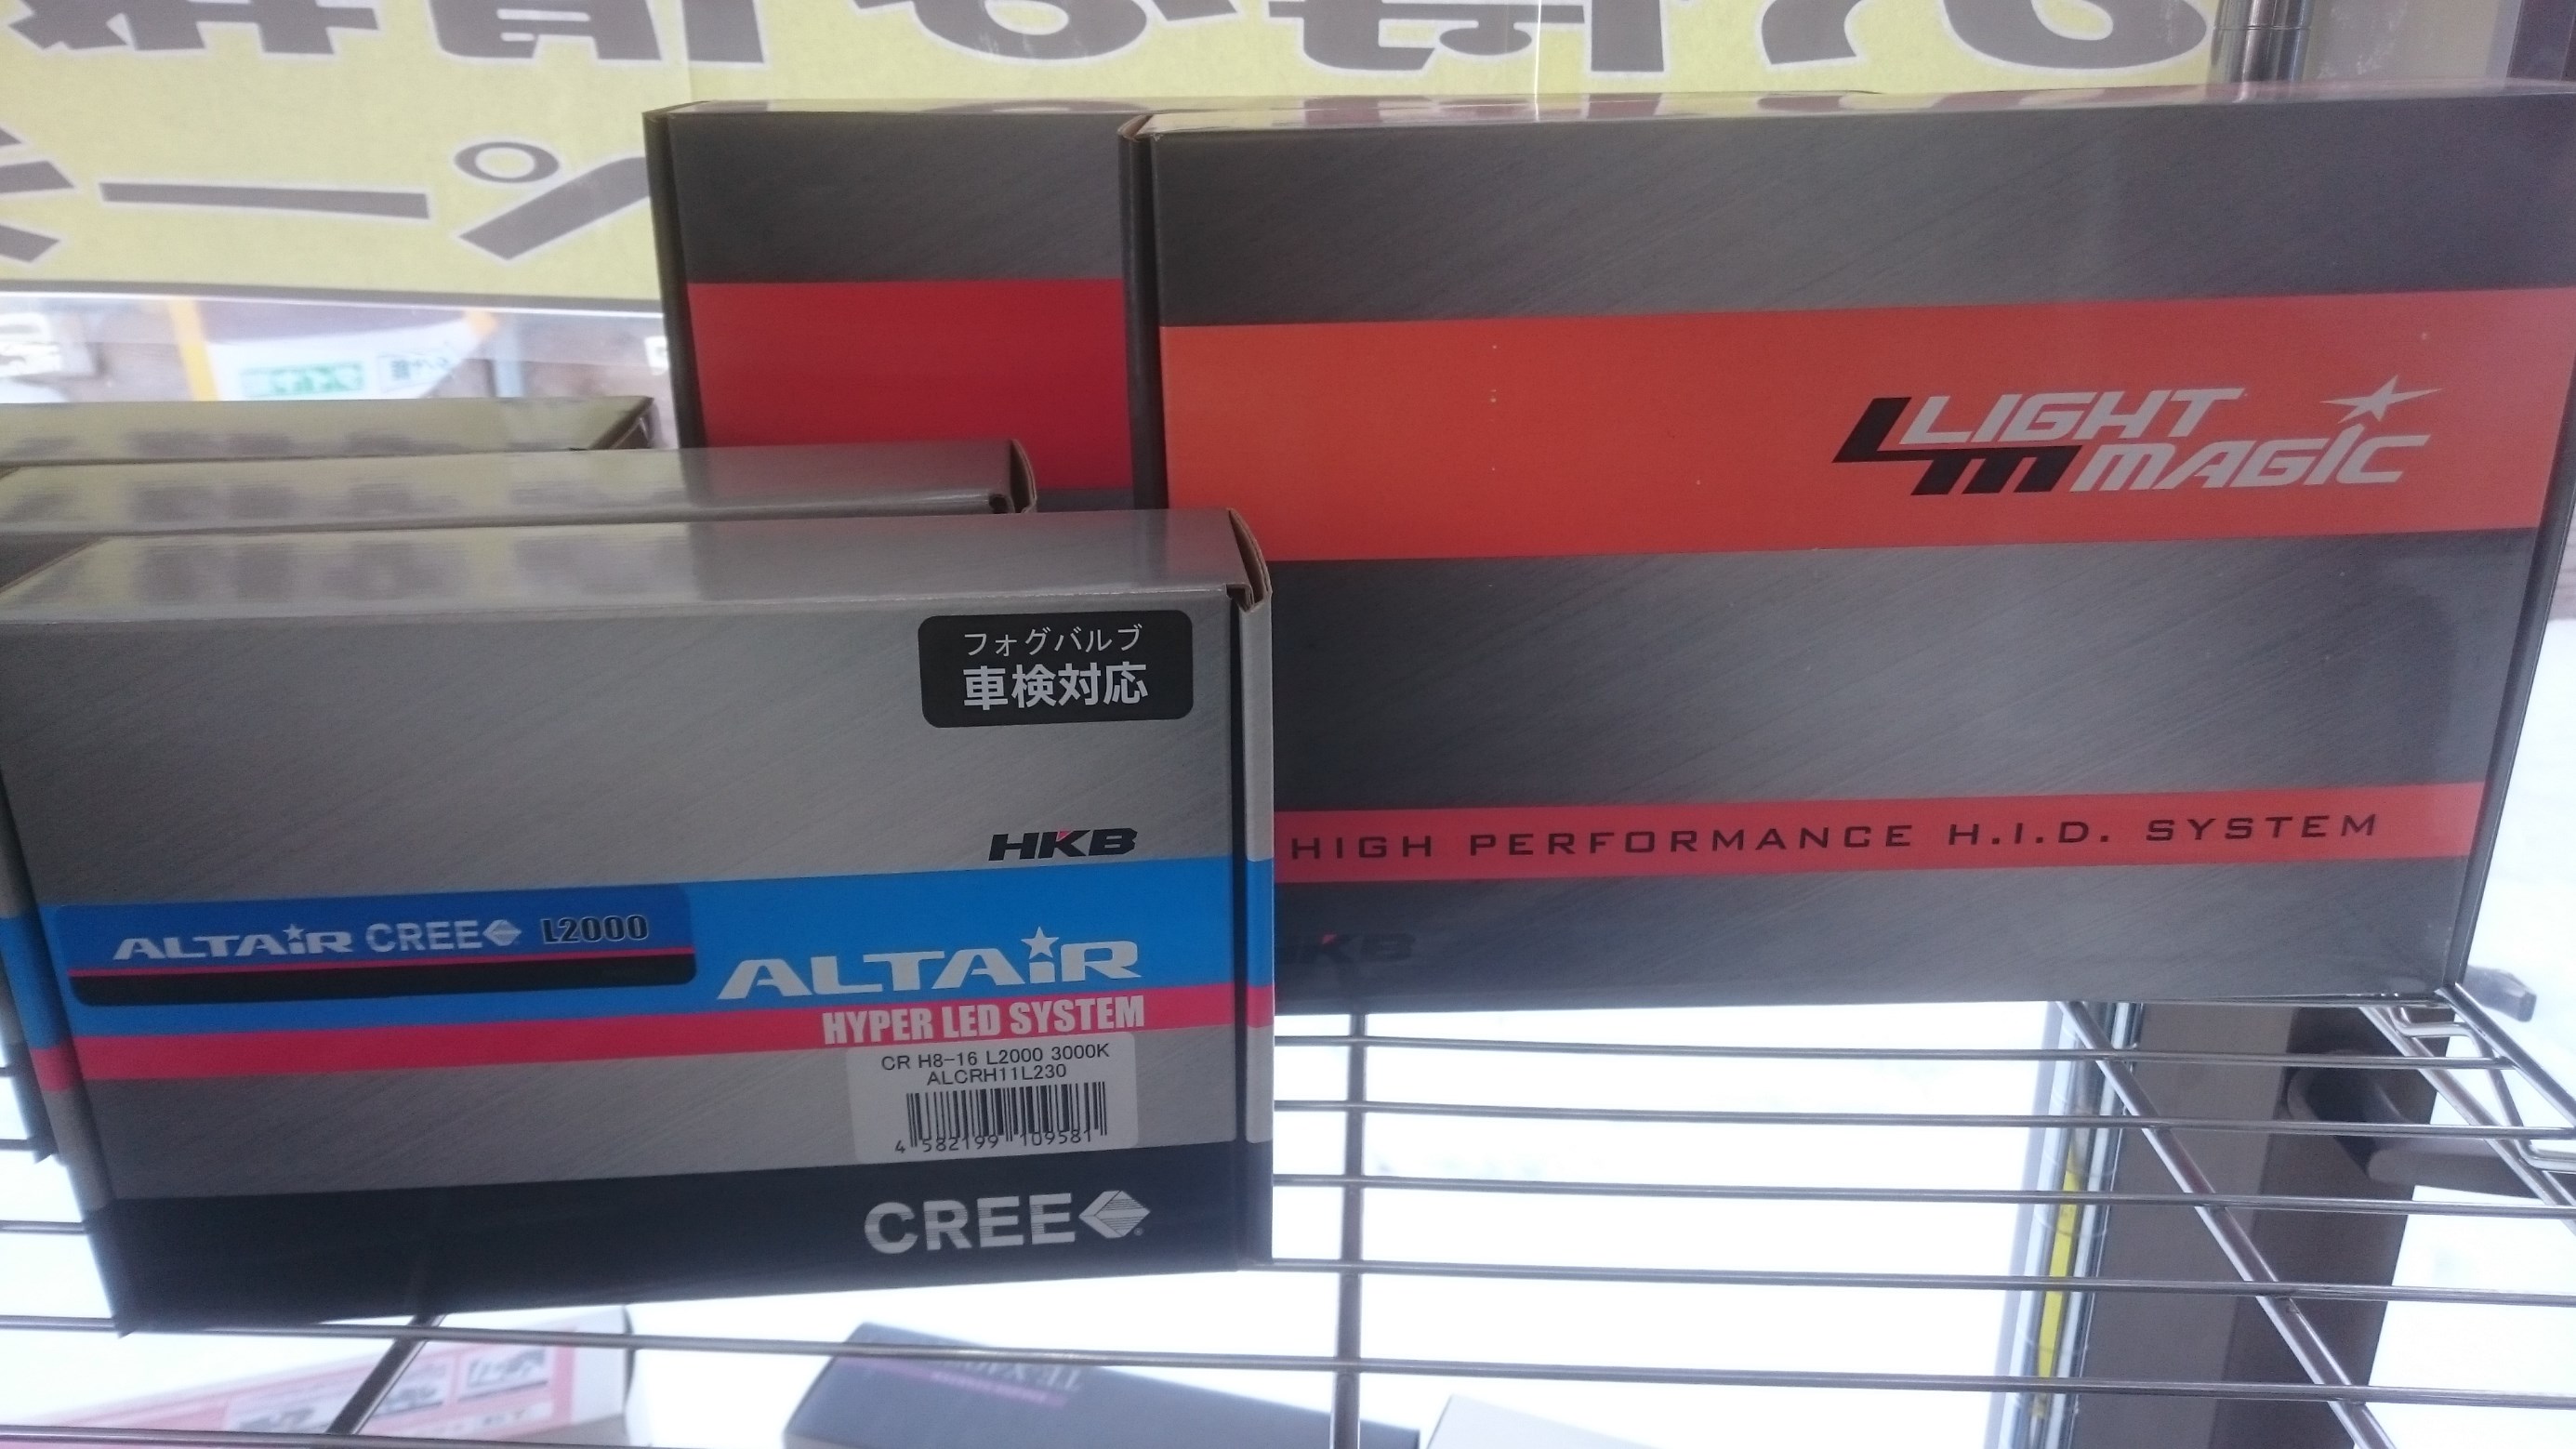 LIGHT
MAGIC
HIGH PERFORMANCE H.I.D. SYSTEM
HKB
フォグバルブ
車検対応
HKB
ALTAIR CREE L2000
ALTAIR
HYPER LED SYSTEM
CR H8-16 L2000 3000K
ALCRH11L230
4 582199 109581
CREE